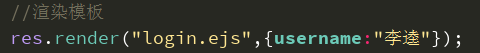 //渲染模板
res.render("login.ejs",{username:"李逵"});